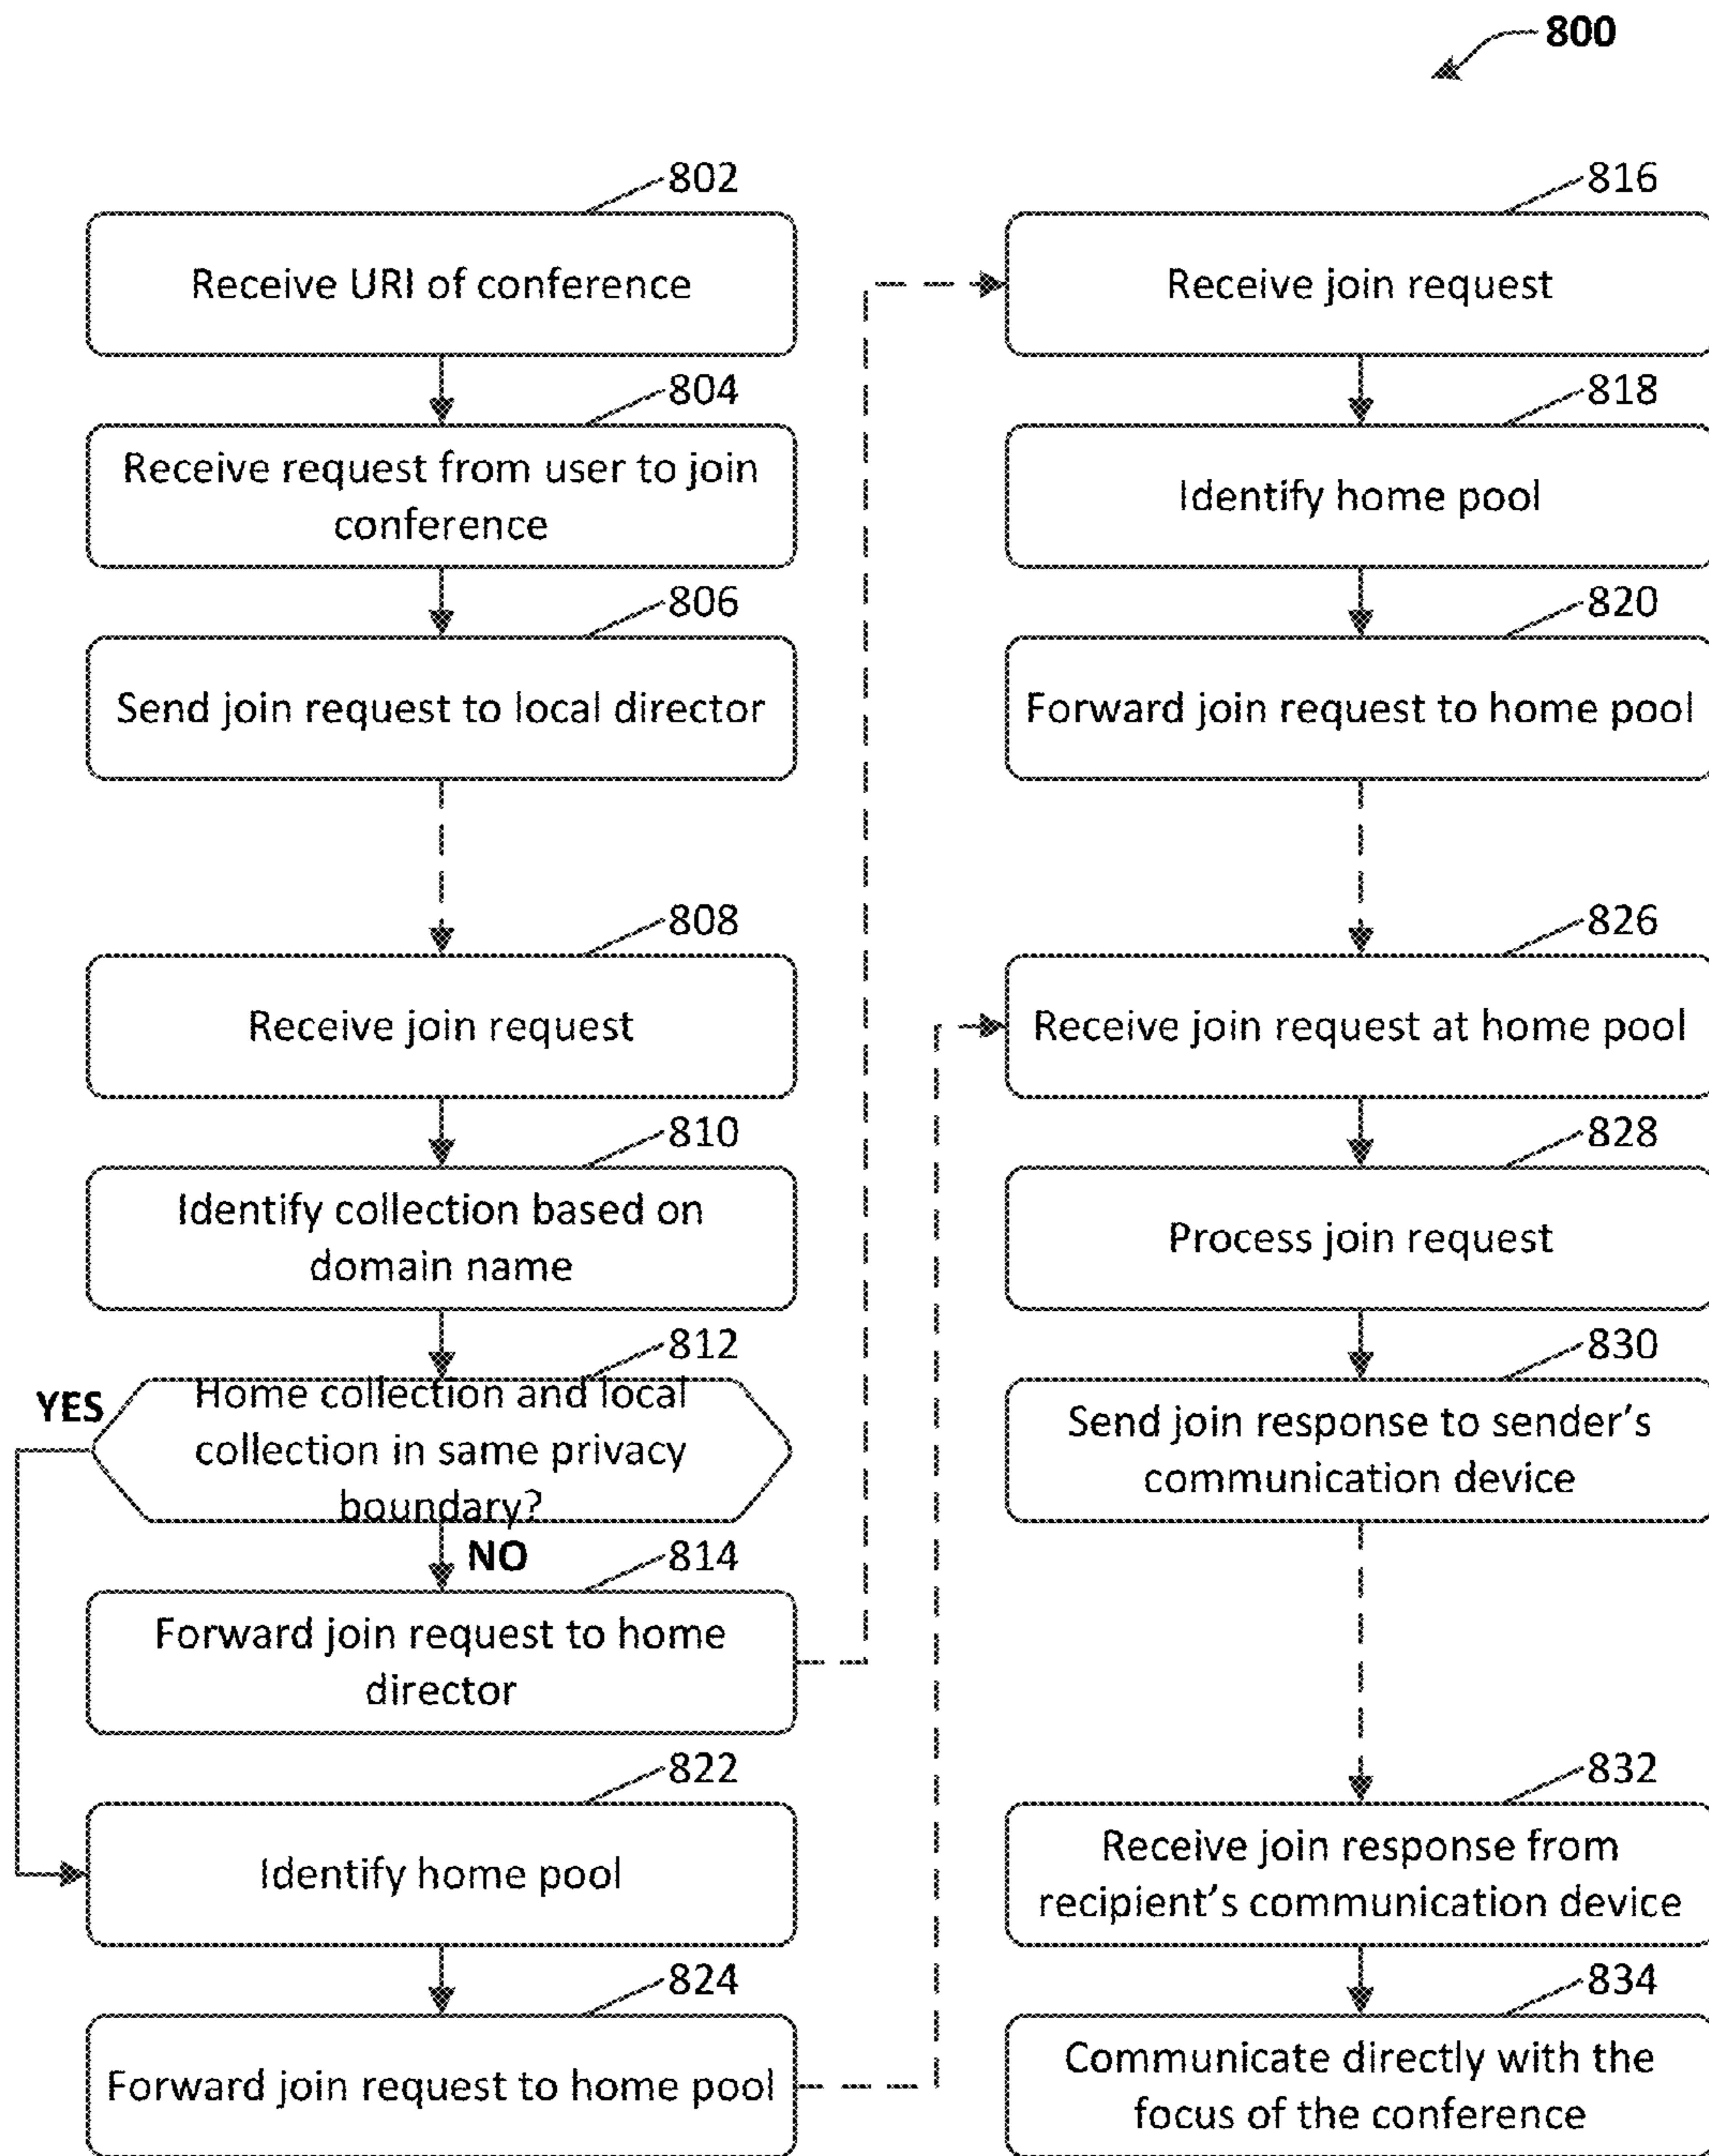 800
802
Receive URI of conference
804
Receive request from user to join
conference
806
Send join request to local director
808
Receive join request
810
Identify collection based on
domain name
812
YES
Home collection and local
collection in same privacy
boundary?
NO
814
Forward join request to home
director
822
Identify home pool
824
Forward join request to home pool
816
Receive join request
818
Identify home pool
820
Forward join request to home pool
826
Receive join request at home pool
828
Process join request
830
Send join response to sender's
communication device
832
Receive join response from
recipient's communication device
834
Communicate directly with the
focus of the conference